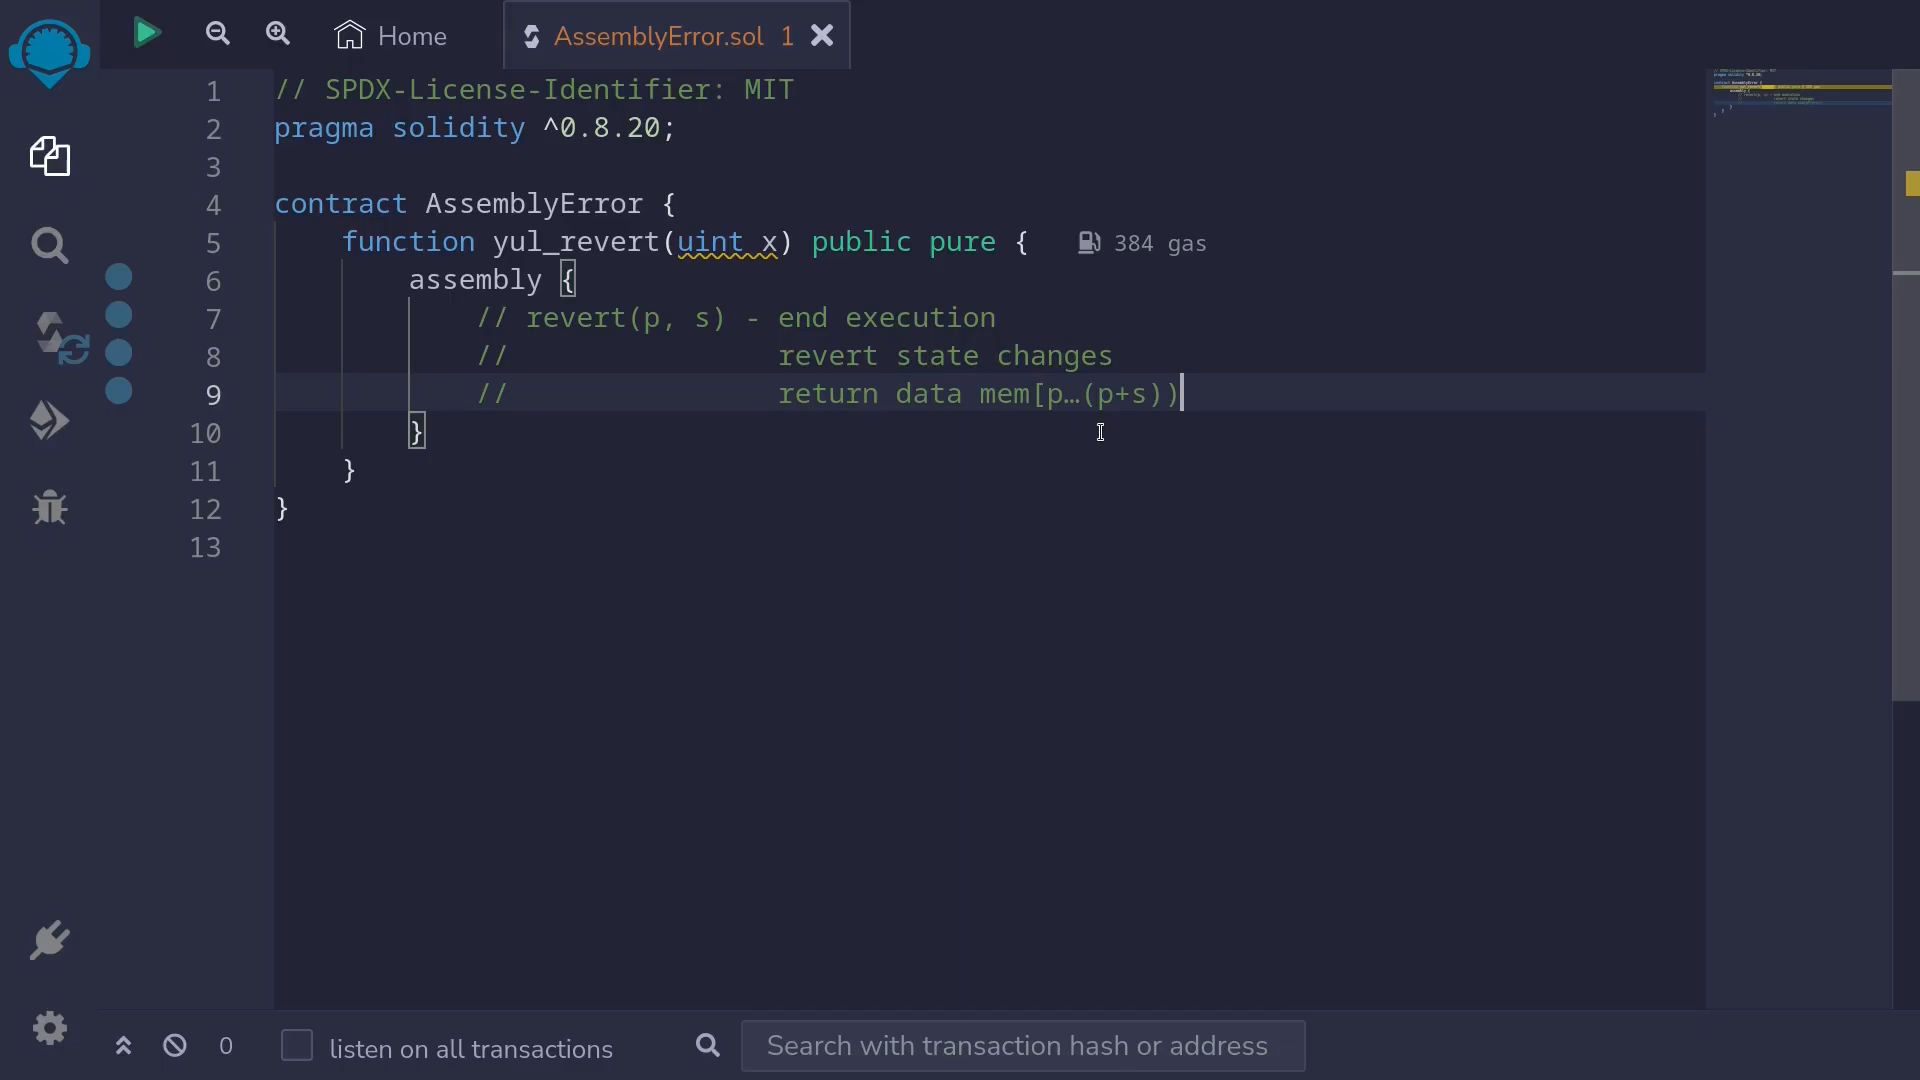 Home
AssemblyError.sol 1
1 // SPDX-License-Identifier: MIT
2 pragma solidity ^0.8.20;
3
4 contract AssemblyError {
5 function yul_revert(uint x) public pure { 384 gas
6 assembly {
7 // revert(p, s) - end execution
8 // revert state changes
9 // return data mem[p…(p+s))
10 }
11 }
12 }
13
0 listen on all transactions Search with transaction hash or address